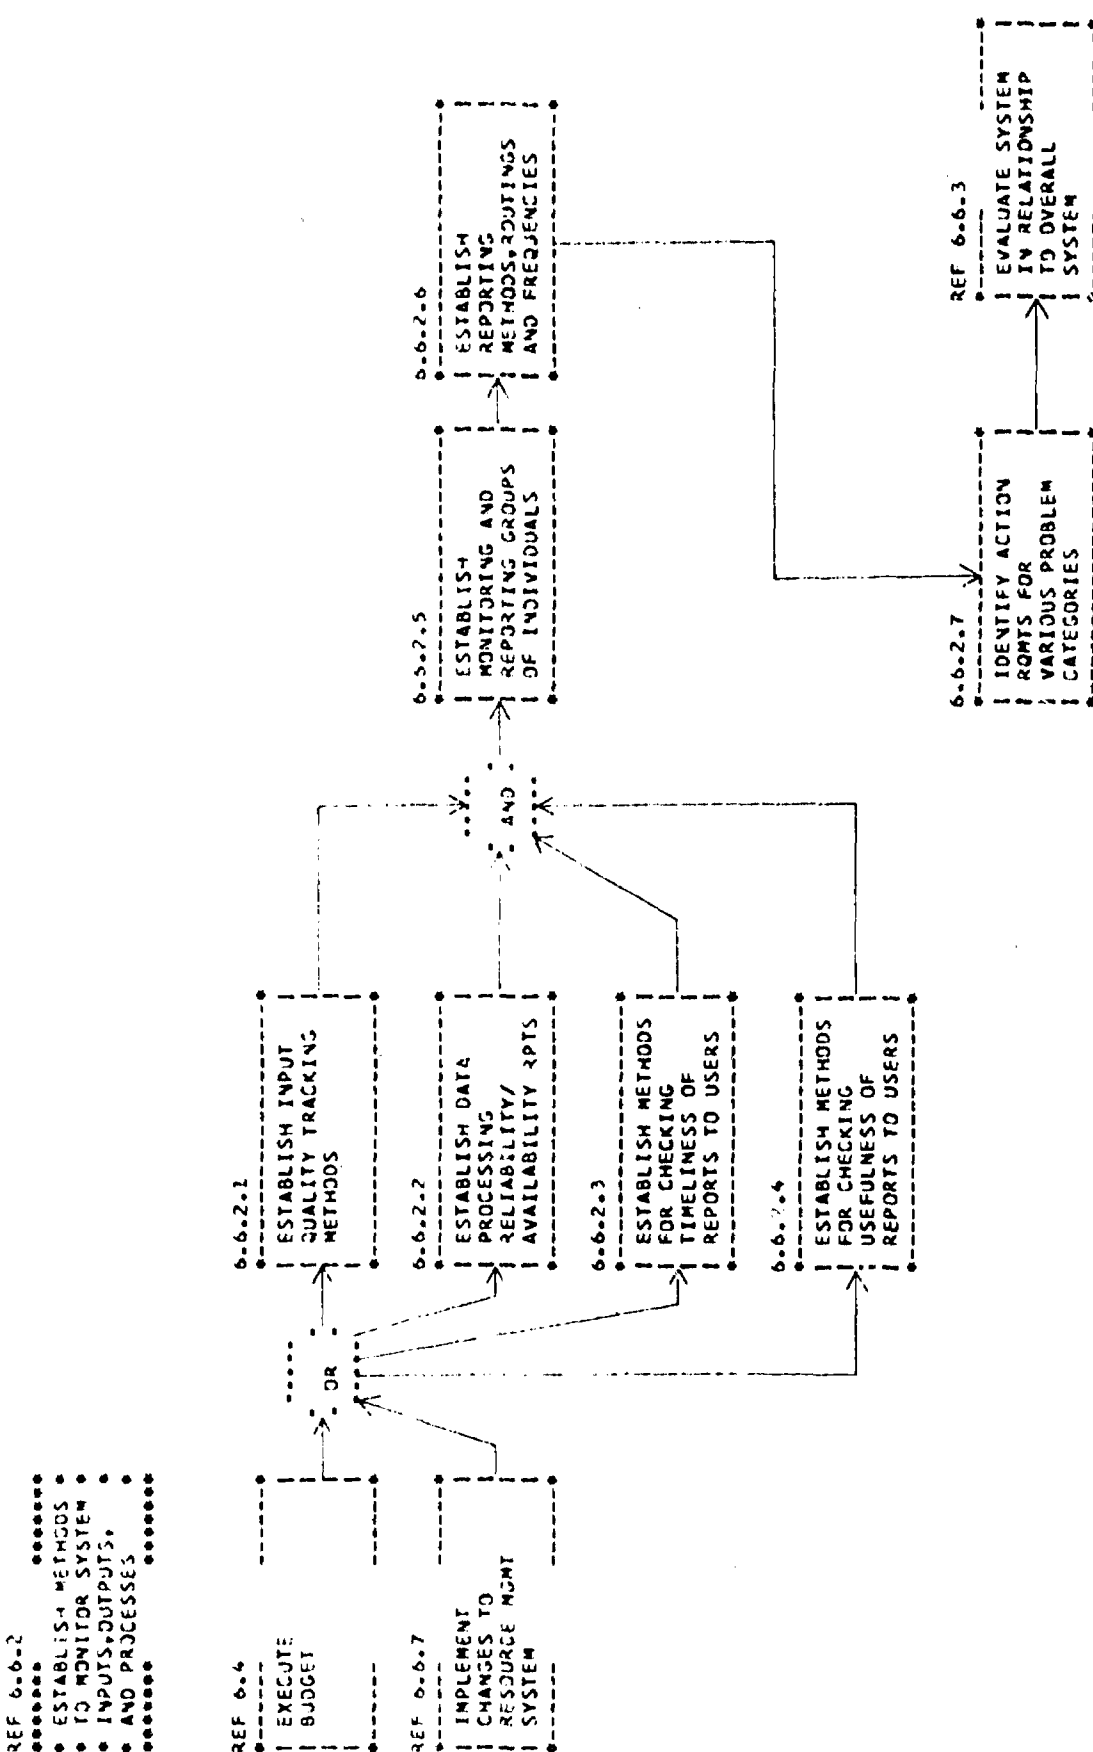 REF 6.6.2
ESTABLISH METHODS
TO MONITOR SYSTEM
INPUTS,OUTPUTS,
AND PROCESSES
REF 6.4
EXECUTE
BUDGET
REF 6.6.7
IMPLEMENT
CHANGES TO
RESOURCE MGMT
SYSTEM
OR
6.6.2.1
ESTABLISH INPUT
QUALITY TRACKING
METHODS
6.6.2.2
ESTABLISH DATA
PROCESSING
RELIABILITY/
AVAILABILITY RPTS
6.6.2.3
ESTABLISH METHODS
FOR CHECKING
TIMELINESS OF
REPORTS TO USERS
6.6.2.4
ESTABLISH METHODS
FOR CHECKING
USEFULNESS OF
REPORTS TO USERS
AND
6.6.2.5
ESTABLISH
MONITORING AND
REPORTING GROUPS
OF INDIVIDUALS
6.6.2.6
ESTABLISH
REPORTING
METHODS,ROUTINGS
AND FREQUENCIES
6.6.2.7
IDENTIFY ACTION
RQMTS FOR
VARIOUS PROBLEM
CATEGORIES
REF 6.6.3
EVALUATE SYSTEM
IN RELATIONSHIP
TO OVERALL
SYSTEM